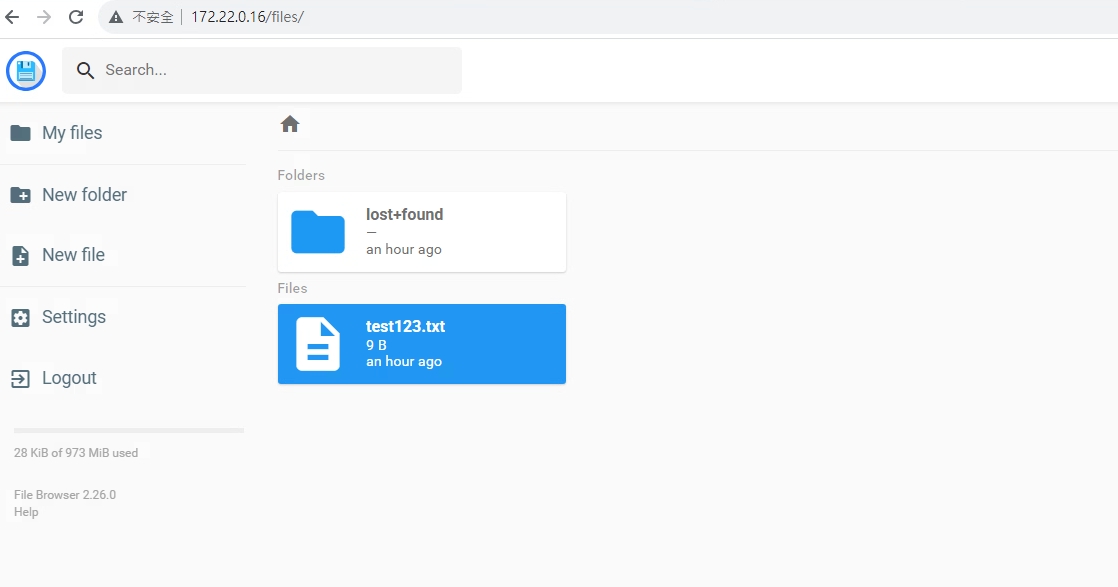 不安全 172.22.0.16/files/
Search...
My files
New folder
New file
Settings
Logout
28 KiB of 973 MiB used
File Browser 2.26.0
Help
Folders
lost+found
—
an hour ago
Files
test123.txt
9 B
an hour ago